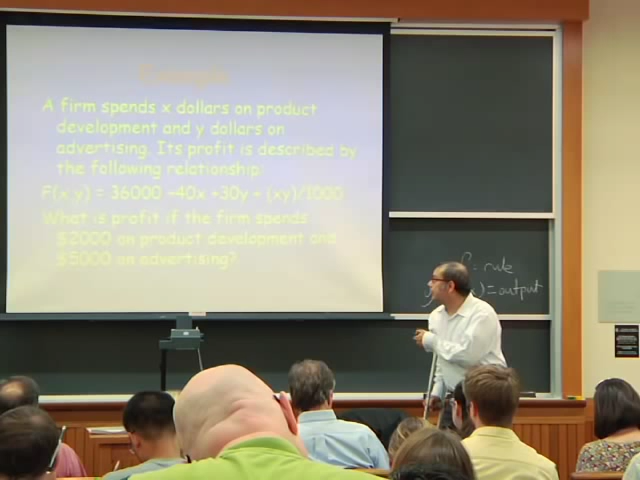 Example
A firm spends x dollars on product
development and y dollars on
advertising. Its profit is described by
the following relationship:
F(x,y) = 36000 +40x +30y + (xy)/1000
What is profit if the firm spends
$2000 on product development and
$5000 on advertising?
f = rule
) = output